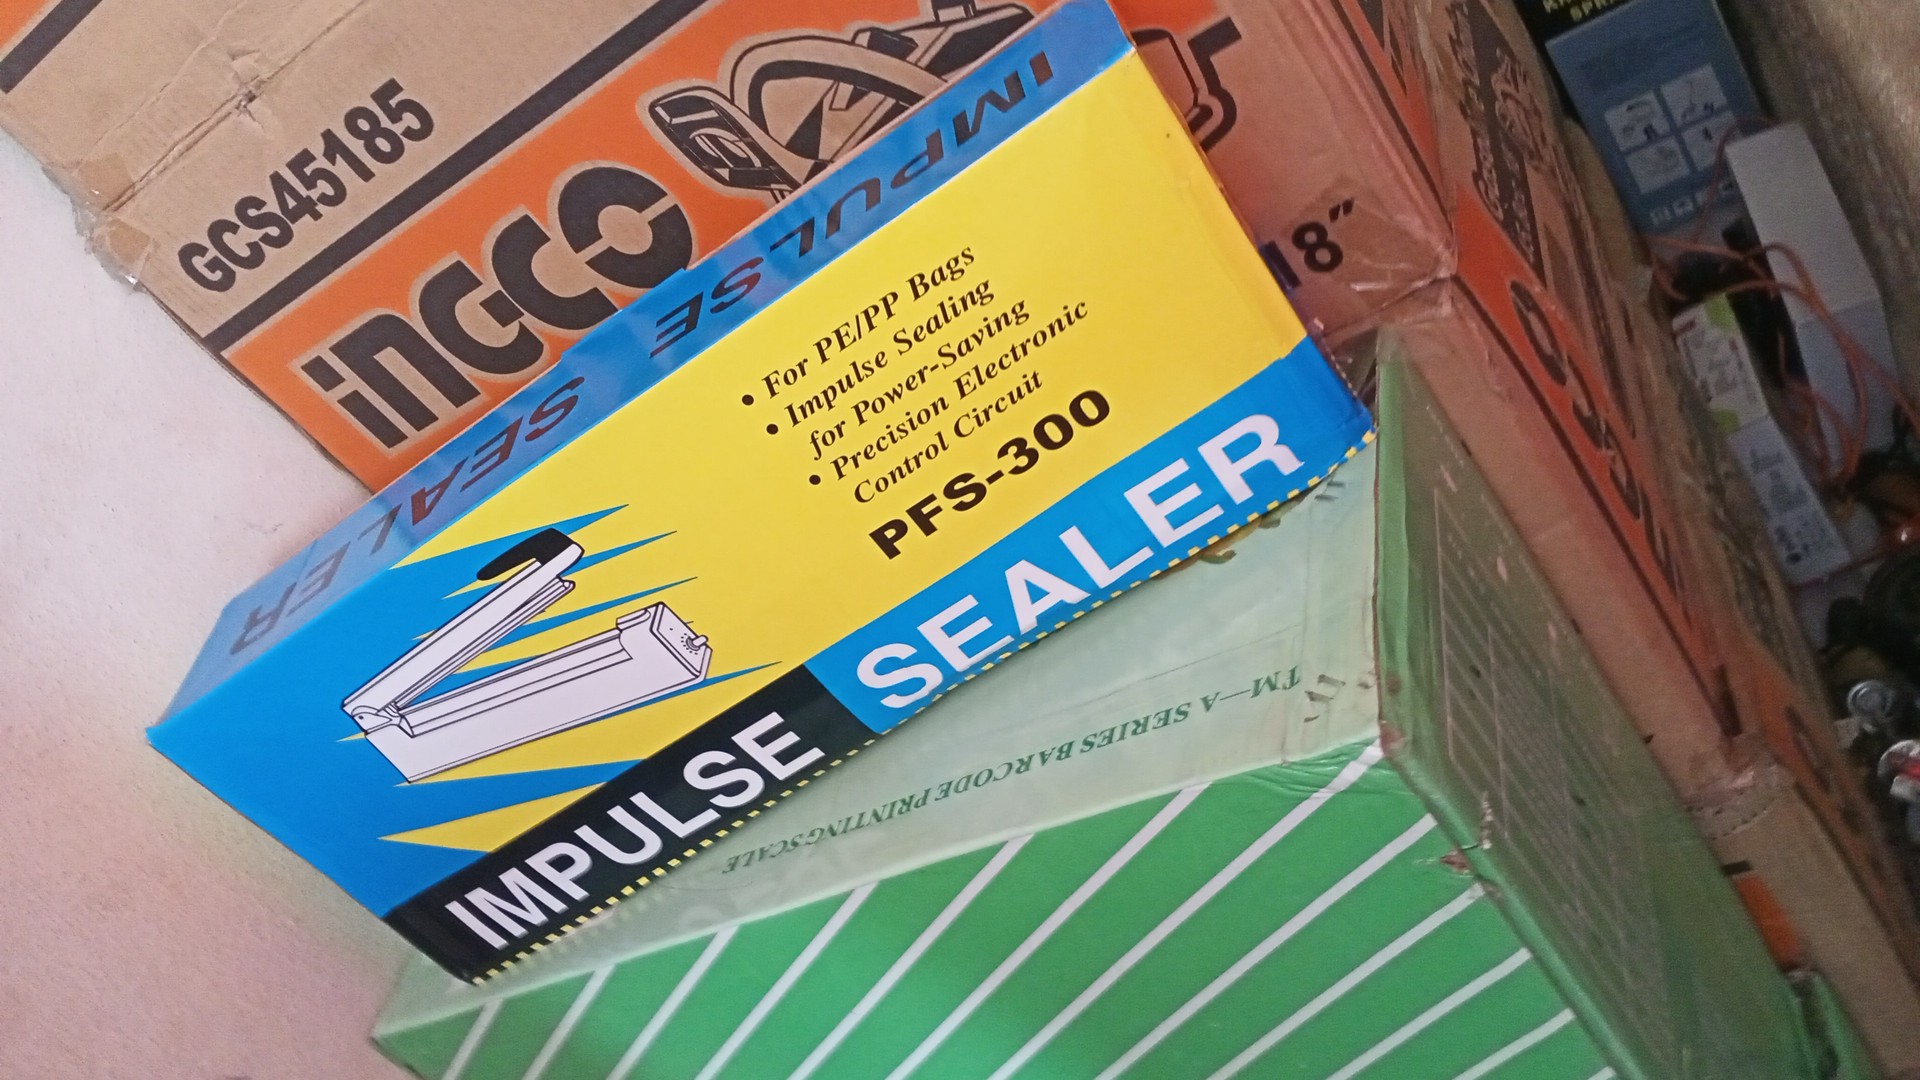 GCS45185
INGCO
18"
IMPULSE SEALER
• For PE/PP Bags
• Impulse Sealing
for Power-Saving
• Precision Electronic
Control Circuit
PFS-300
IMPULSE SEALER
TM—A SERIES BARCODE PRINTING SCALE